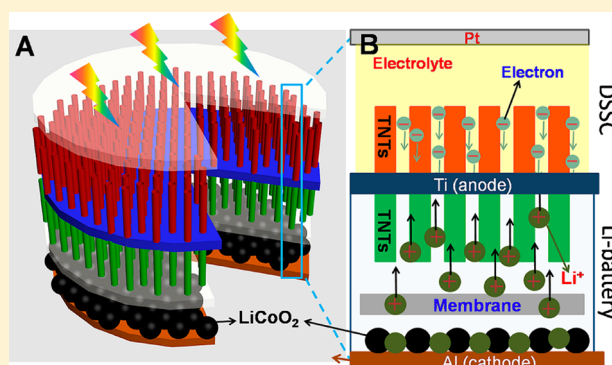 A
B
Pt
Electrolyte
Electron
TNTs
DSSC
Ti (anode)
TNTs
Li-battery
Li⁺
Membrane
LiCoO₂
Al (cathode)